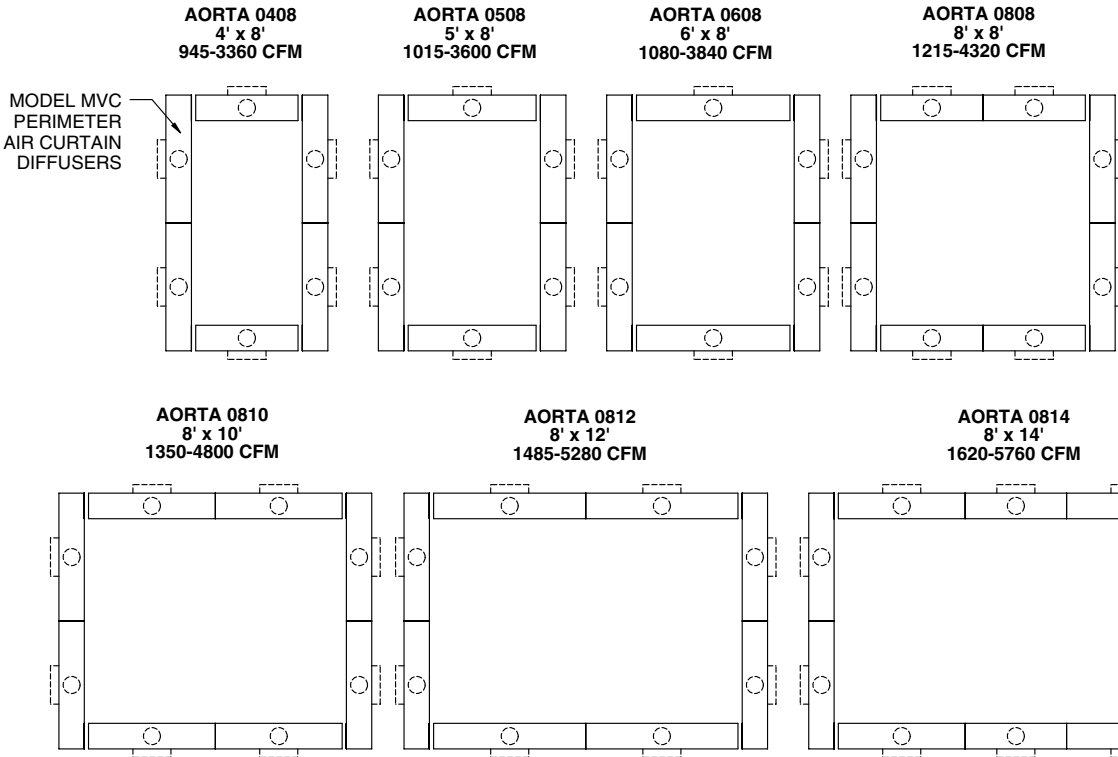 AORTA 0408
4' x 8'
945-3360 CFM
AORTA 0508
5' x 8'
1015-3600 CFM
AORTA 0608
6' x 8'
1080-3840 CFM
AORTA 0808
8' x 8'
1215-4320 CFM
MODEL MVC
PERIMETER
AIR CURTAIN
DIFFUSERS
AORTA 0810
8' x 10'
1350-4800 CFM
AORTA 0812
8' x 12'
1485-5280 CFM
AORTA 0814
8' x 14'
1620-5760 CFM